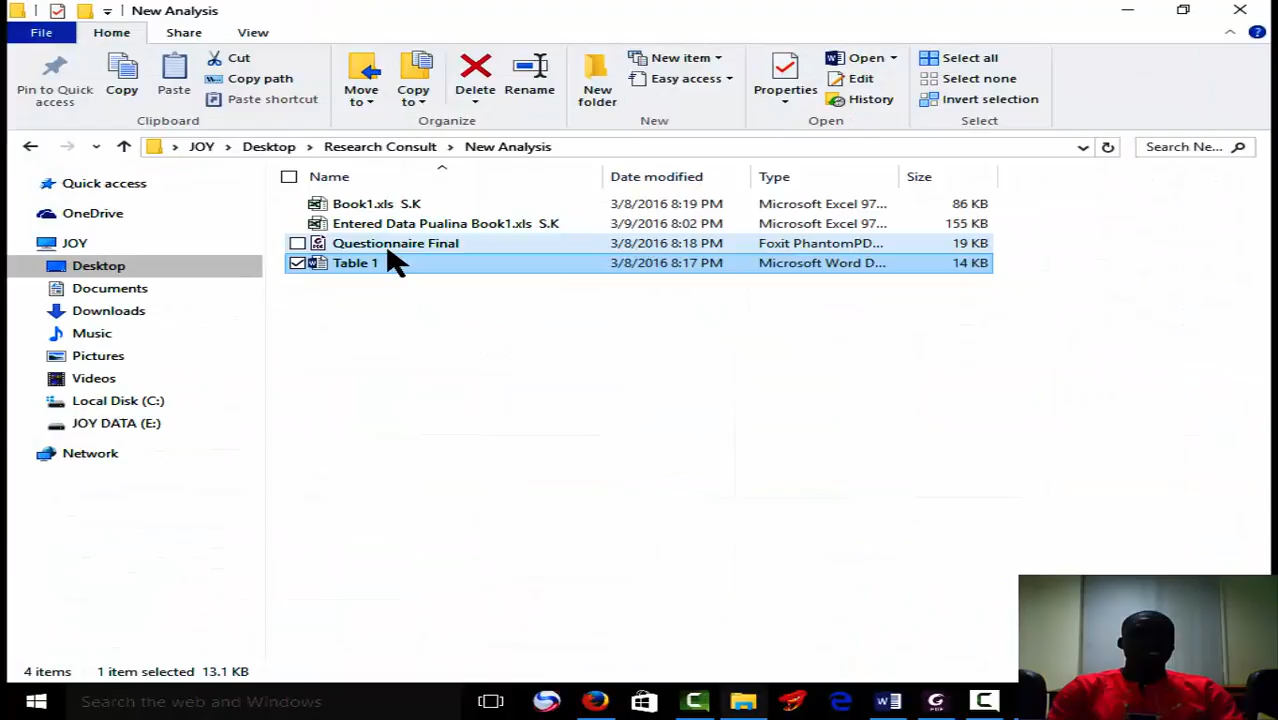 New Analysis
File Home Share View
Pin to Quick access
Copy
Paste
Cut
Copy path
Paste shortcut
Clipboard
Move to
Copy to
Delete
Rename
Organize
New folder
New item
Easy access
New
Properties
Open
Edit
History
Open
Select all
Select none
Invert selection
Select
JOY > Desktop > Research Consult > New Analysis
Search Ne...
Name Date modified Type Size
Book1.xls S.K 3/8/2016 8:19 PM Microsoft Excel 97... 86 KB
Entered Data Pualina Book1.xls S.K 3/9/2016 8:02 PM Microsoft Excel 97... 155 KB
Questionnaire Final 3/8/2016 8:18 PM Foxit PhantomPD... 19 KB
Table 1 3/8/2016 8:17 PM Microsoft Word D... 14 KB
Quick access
OneDrive
JOY
Desktop
Documents
Downloads
Music
Pictures
Videos
Local Disk (C:)
JOY DATA (E:)
Network
4 items 1 item selected 13.1 KB
Search the web and Windows